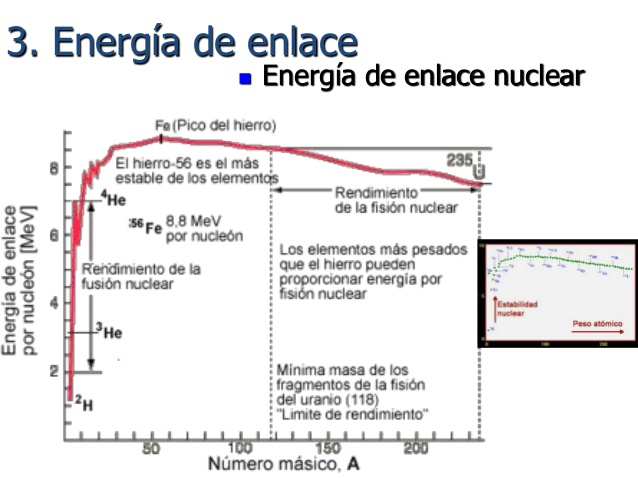 3. Energía de enlace
Energía de enlace nuclear
Fe (Pico del hierro)
El hierro-56 es el más
estable de los elementos
235
U
Rendimiento
de la fisión nuclear
4He
56Fe 8,8 MeV
por nucleón
Rendimiento de la
fusión nuclear
Los elementos más pesados
que el hierro pueden
proporcionar energía por
fisión nuclear
3He
Mínima masa de los
fragmentos de la fisión
del uranio (118)
"Limite de rendimiento"
2H
Energía de enlace
por nucleón [MeV]
8
6
4
2
50
100
150
200
Número másico, A
Estabilidad
nuclear
Peso atómico